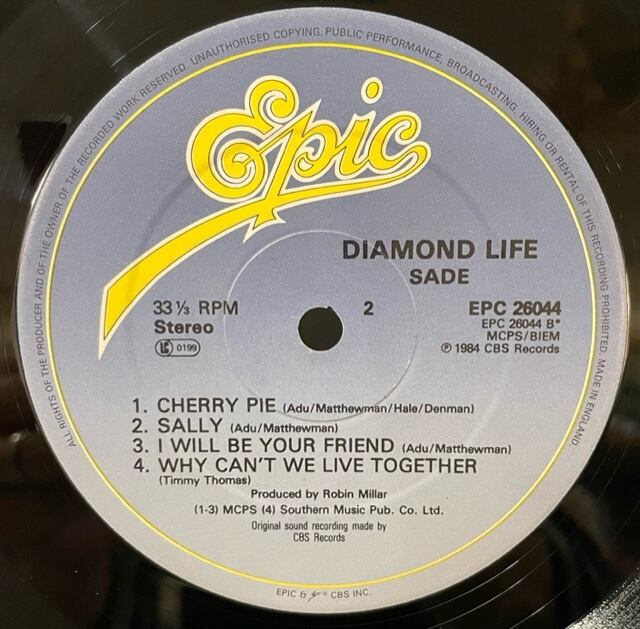 ALL RIGHTS OF THE PRODUCER AND OF THE OWNER OF THE RECORDED WORK RESERVED. UNAUTHORISED COPYING, PUBLIC PERFORMANCE, BROADCASTING, HIRING OR RENTAL OF THIS RECORDING PROHIBITED. MADE IN ENGLAND.
Epic
DIAMOND LIFE
SADE
33 ⅓ RPM
Stereo
LC 0199
2
EPC 26044
EPC 26044 B*
MCPS/BIEM
℗ 1984 CBS Records
1. CHERRY PIE (Adu/Matthewman/Hale/Denman)
2. SALLY (Adu/Matthewman)
3. I WILL BE YOUR FRIEND (Adu/Matthewman)
4. WHY CAN'T WE LIVE TOGETHER
(Timmy Thomas)
Produced by Robin Millar
(1-3) MCPS (4) Southern Music Pub. Co. Ltd.
Original sound recording made by
CBS Records
EPIC & CBS INC.